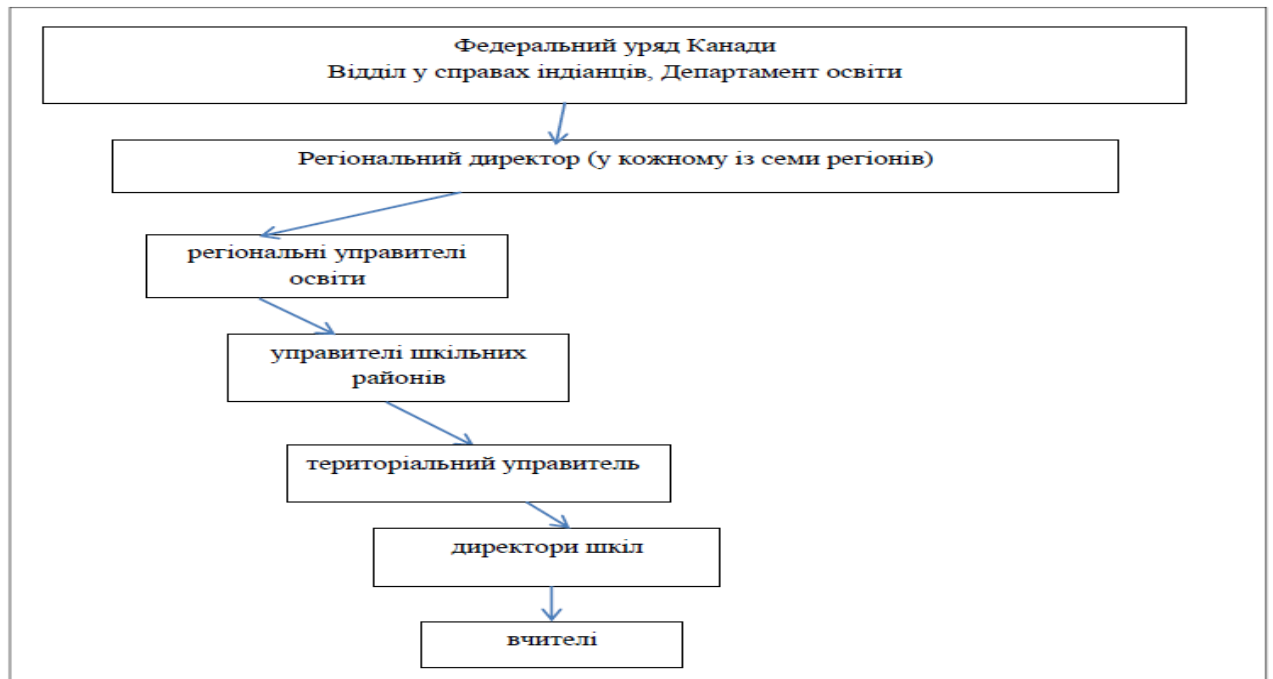 Федеральний уряд Канади
Відділ у справах індіанців, Департамент освіти
Регіональний директор (у кожному із семи регіонів)
регіональні управителі
освіти
управителі шкільних
районів
територіальний управитель
директори шкіл
вчителі